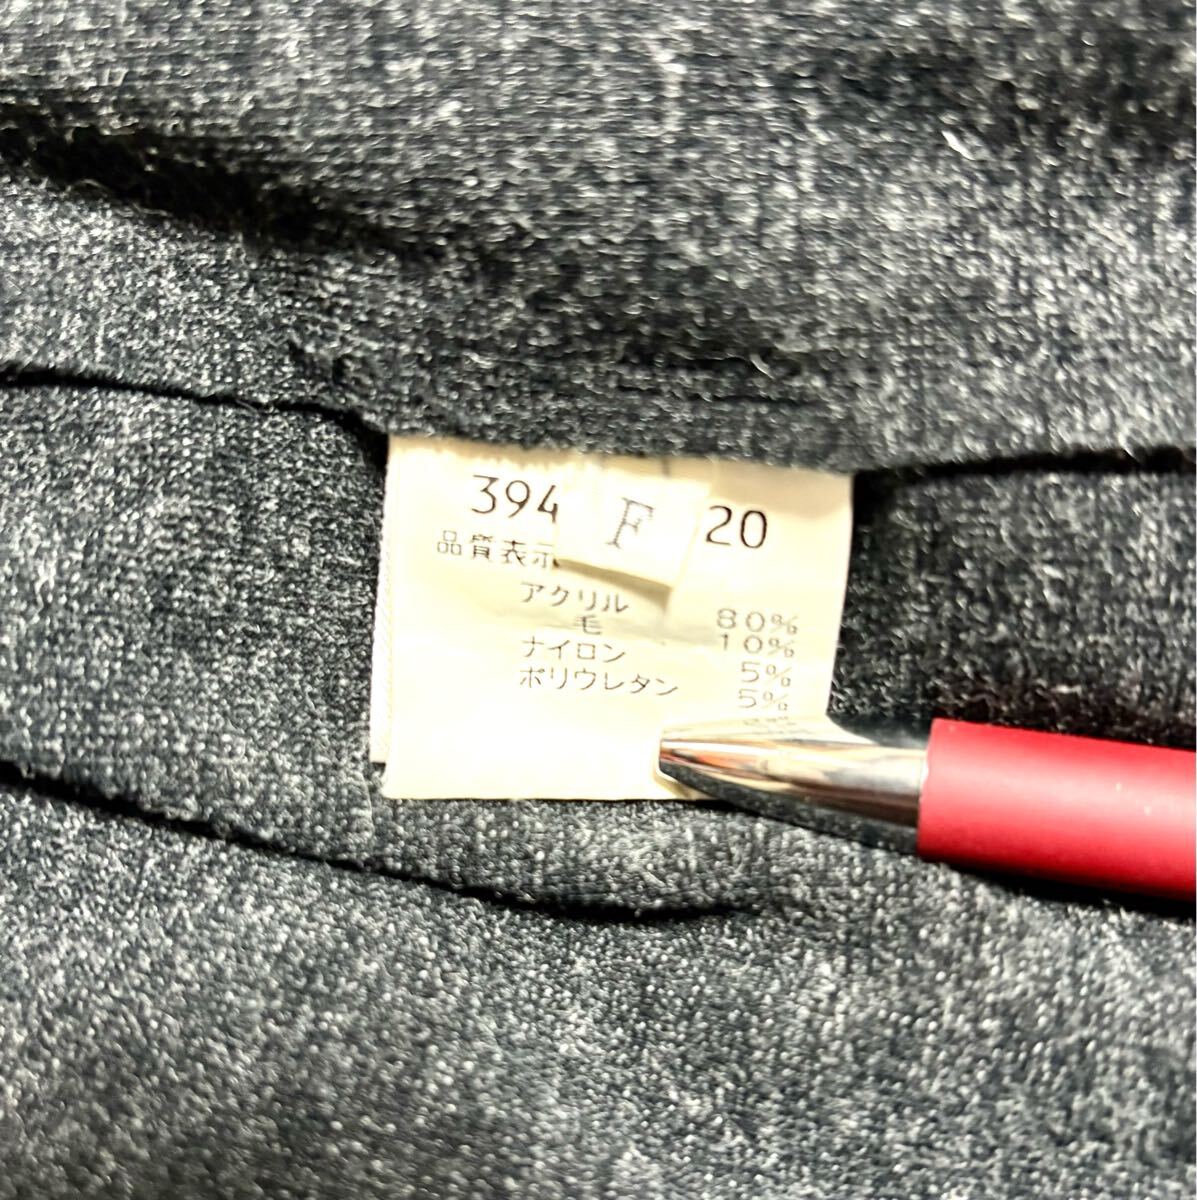 394 F 20
品質表示
アクリル 80%
毛 10%
ナイロン 5%
ポリウレタン 5%